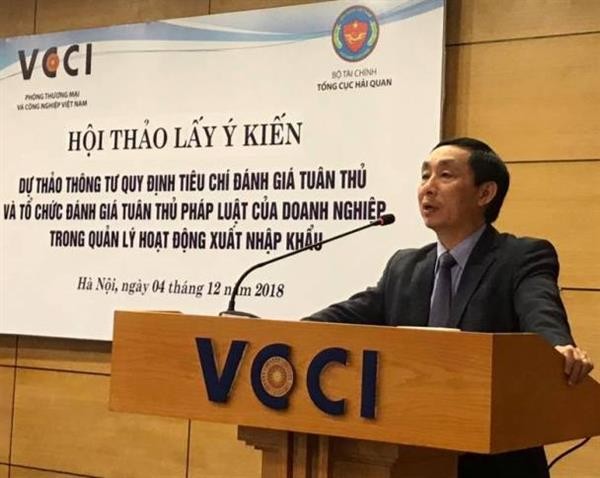 VCCI
PHÒNG THƯƠNG MẠI
VÀ CÔNG NGHIỆP VIỆT NAM
BỘ TÀI CHÍNH
TỔNG CỤC HẢI QUAN
HỘI THẢO LẤY Ý KIẾN
DỰ THẢO THÔNG TƯ QUY ĐỊNH TIÊU CHÍ ĐÁNH GIÁ TUÂN THỦ
VÀ TỔ CHỨC ĐÁNH GIÁ TUÂN THỦ PHÁP LUẬT CỦA DOANH NGHIỆP
TRONG QUẢN LÝ HOẠT ĐỘNG XUẤT NHẬP KHẨU
Hà Nội, ngày 04 tháng 12 năm 2018
VCCI